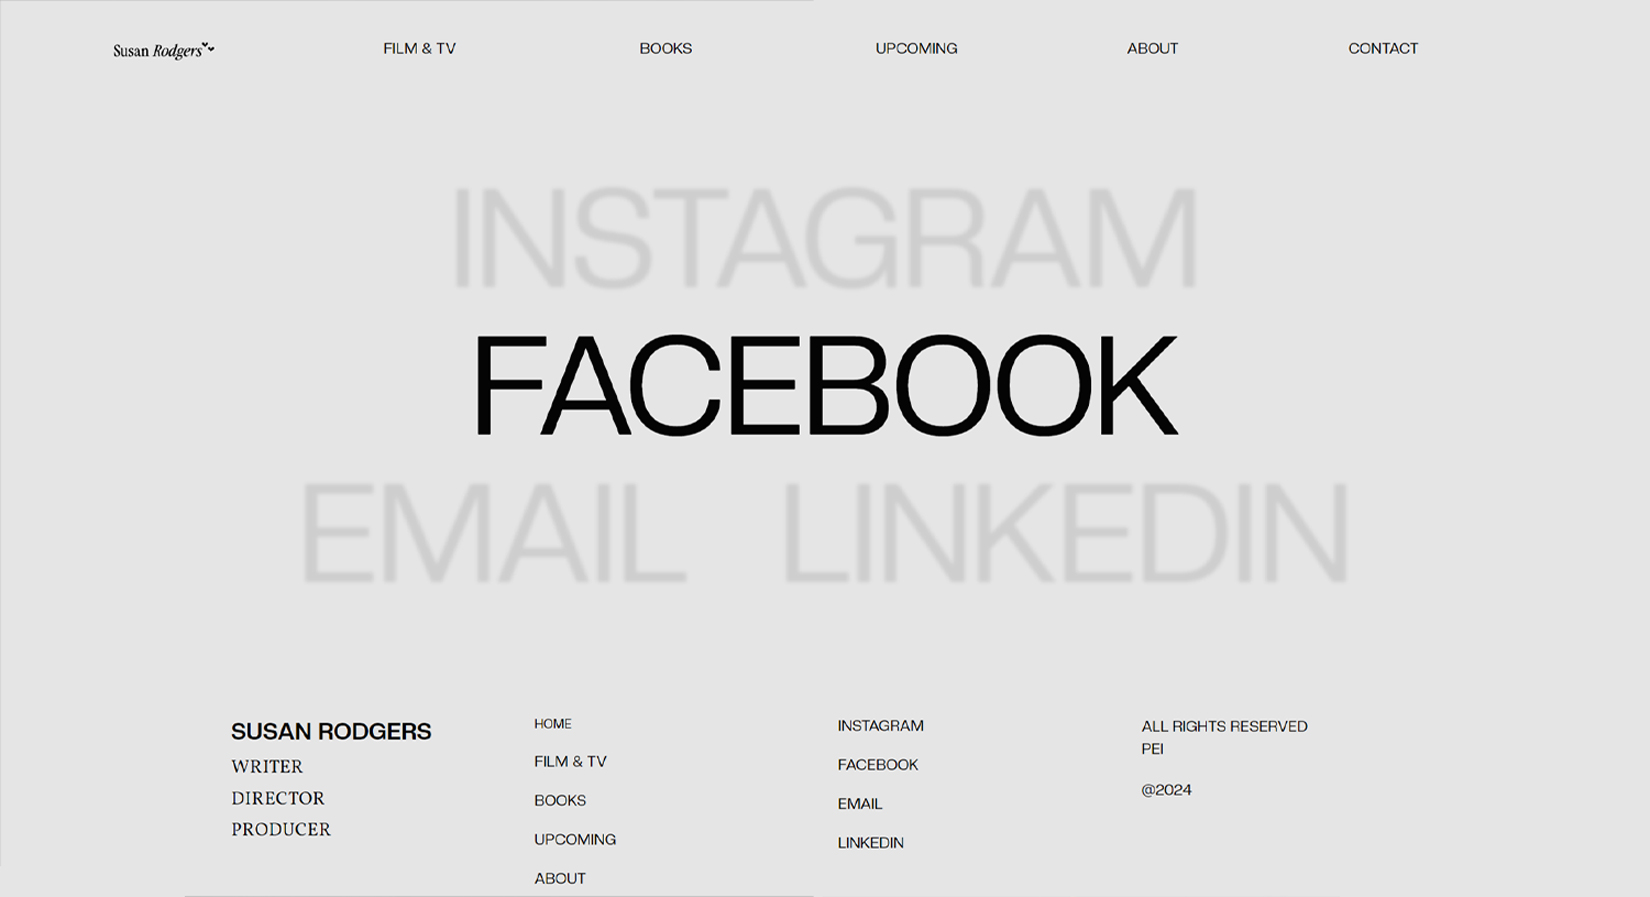 Susan Rodgers FILM & TV BOOKS UPCOMING ABOUT CONTACT
INSTAGRAM
FACEBOOK
EMAIL LINKEDIN
SUSAN RODGERS
WRITER
DIRECTOR
PRODUCER
HOME
FILM & TV
BOOKS
UPCOMING
ABOUT
INSTAGRAM
FACEBOOK
EMAIL
LINKEDIN
ALL RIGHTS RESERVED
PEI
@2024